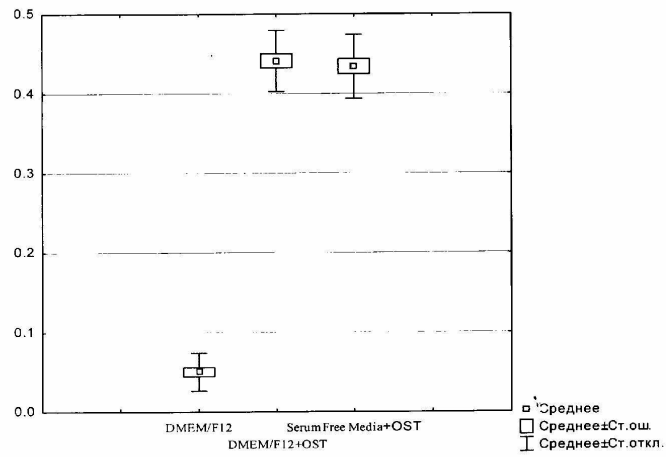 0.5
0.4
0.3
0.2
0.1
0.0
DMEM/F12 Serum Free Media+OST
DMEM/F12+OST
Среднее
Среднее±Ст.ош.
Среднее±Ст.откл.